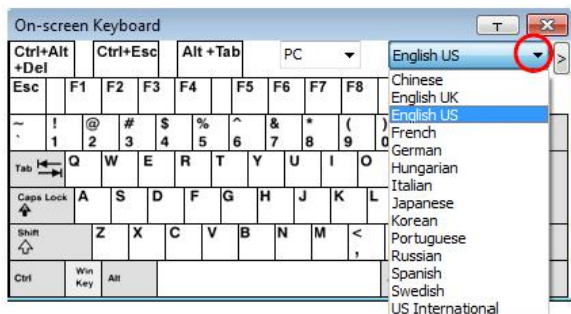 On-screen Keyboard
T
Ctrl+Alt
+Del
Ctrl+Esc
Alt +Tab
PC
English US
>
Esc F1 F2 F3 F4 F5 F6 F7 F8
~ ! @ # $ % ^ & * ( )
` 1 2 3 4 5 6 7 8 9 0
Tab Q W E R T Y U I O
Caps Lock A S D F G H J K L
Shift Z X C V B N M <
,
Ctrl Win Key Alt
Chinese
English UK
English US
French
German
Hungarian
Italian
Japanese
Korean
Portuguese
Russian
Spanish
Swedish
US International